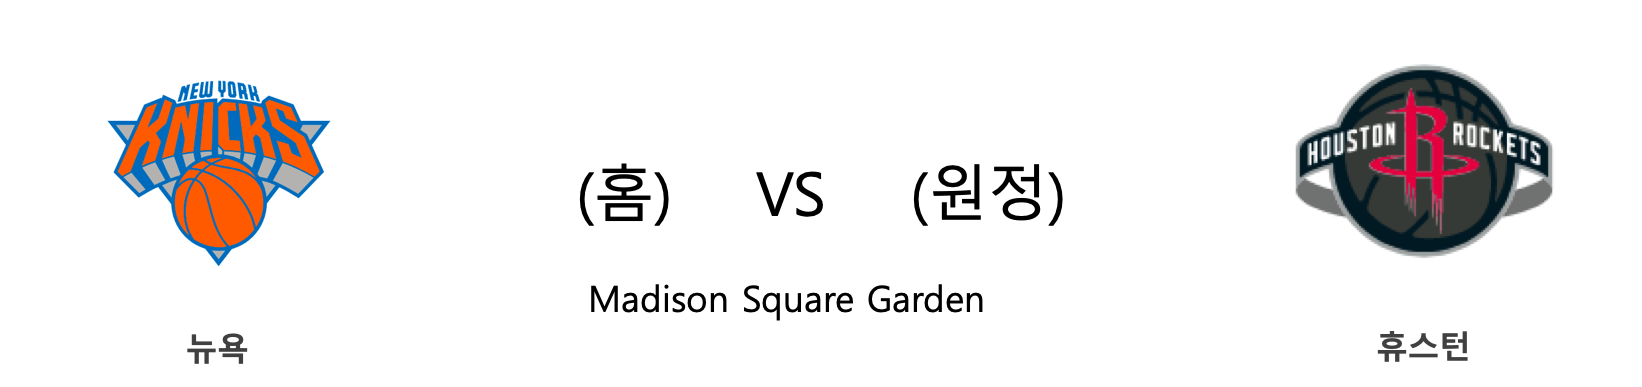 NEW YORK
KNICKS
HOUSTON ROCKETS
(홈) VS (원정)
Madison Square Garden
뉴욕
휴스턴